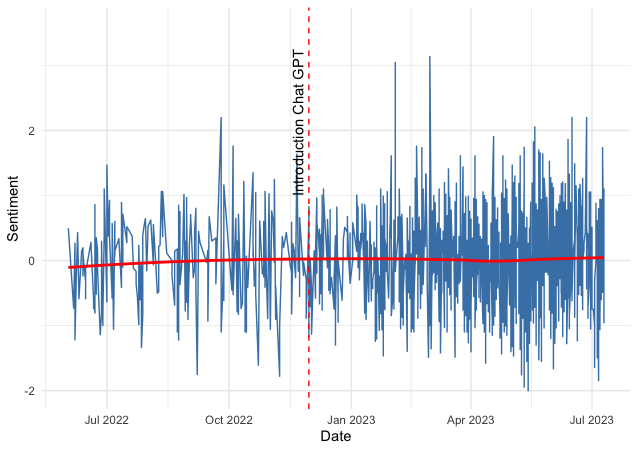 Introduction Chat GPT
Sentiment
2
0
-2
Jul 2022
Oct 2022
Jan 2023
Apr 2023
Jul 2023
Date